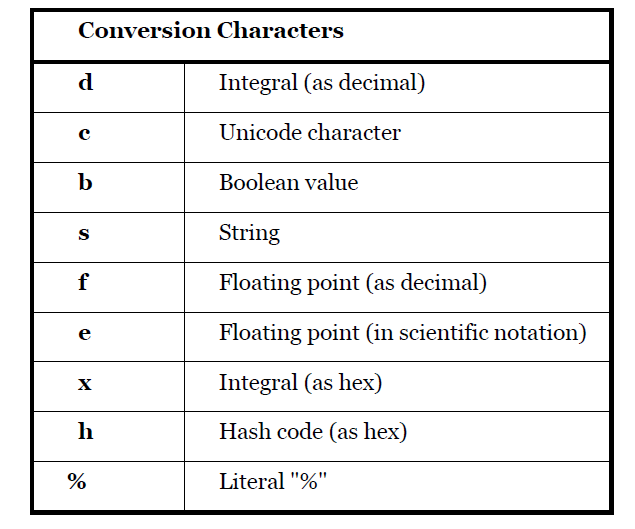 Conversion Characters
d Integral (as decimal)
c Unicode character
b Boolean value
s String
f Floating point (as decimal)
e Floating point (in scientific notation)
x Integral (as hex)
h Hash code (as hex)
% Literal "%"